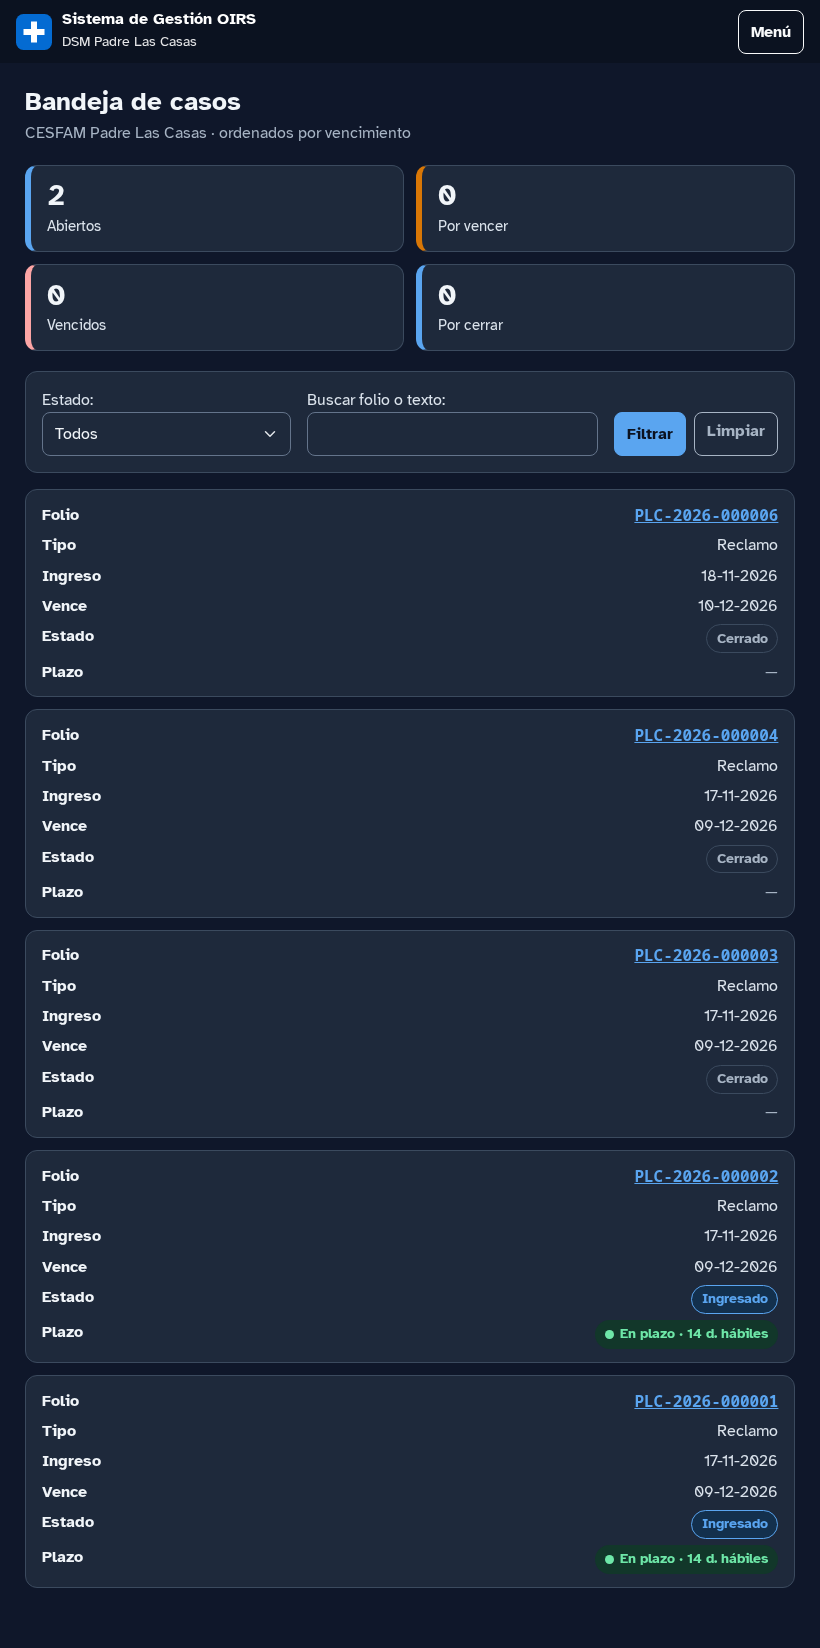 Sistema de Gestión OIRS
DSM Padre Las Casas
Menú
Bandeja de casos
CESFAM Padre Las Casas · ordenados por vencimiento
2
Abiertos
0
Por vencer
0
Vencidos
0
Por cerrar
Estado:
Todos
Buscar folio o texto:
Filtrar
Limpiar
Folio PLC-2026-000006
Tipo Reclamo
Ingreso 18-11-2026
Vence 10-12-2026
Estado Cerrado
Plazo —
Folio PLC-2026-000004
Tipo Reclamo
Ingreso 17-11-2026
Vence 09-12-2026
Estado Cerrado
Plazo —
Folio PLC-2026-000003
Tipo Reclamo
Ingreso 17-11-2026
Vence 09-12-2026
Estado Cerrado
Plazo —
Folio PLC-2026-000002
Tipo Reclamo
Ingreso 17-11-2026
Vence 09-12-2026
Estado Ingresado
Plazo En plazo · 14 d. hábiles
Folio PLC-2026-000001
Tipo Reclamo
Ingreso 17-11-2026
Vence 09-12-2026
Estado Ingresado
Plazo En plazo · 14 d. hábiles